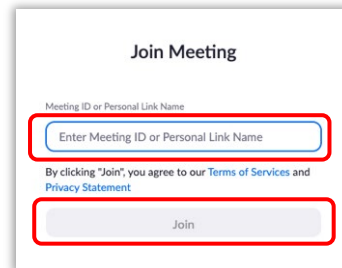 Join Meeting
Meeting ID or Personal Link Name
Enter Meeting ID or Personal Link Name
By clicking "Join", you agree to our Terms of Services and
Privacy Statement
Join